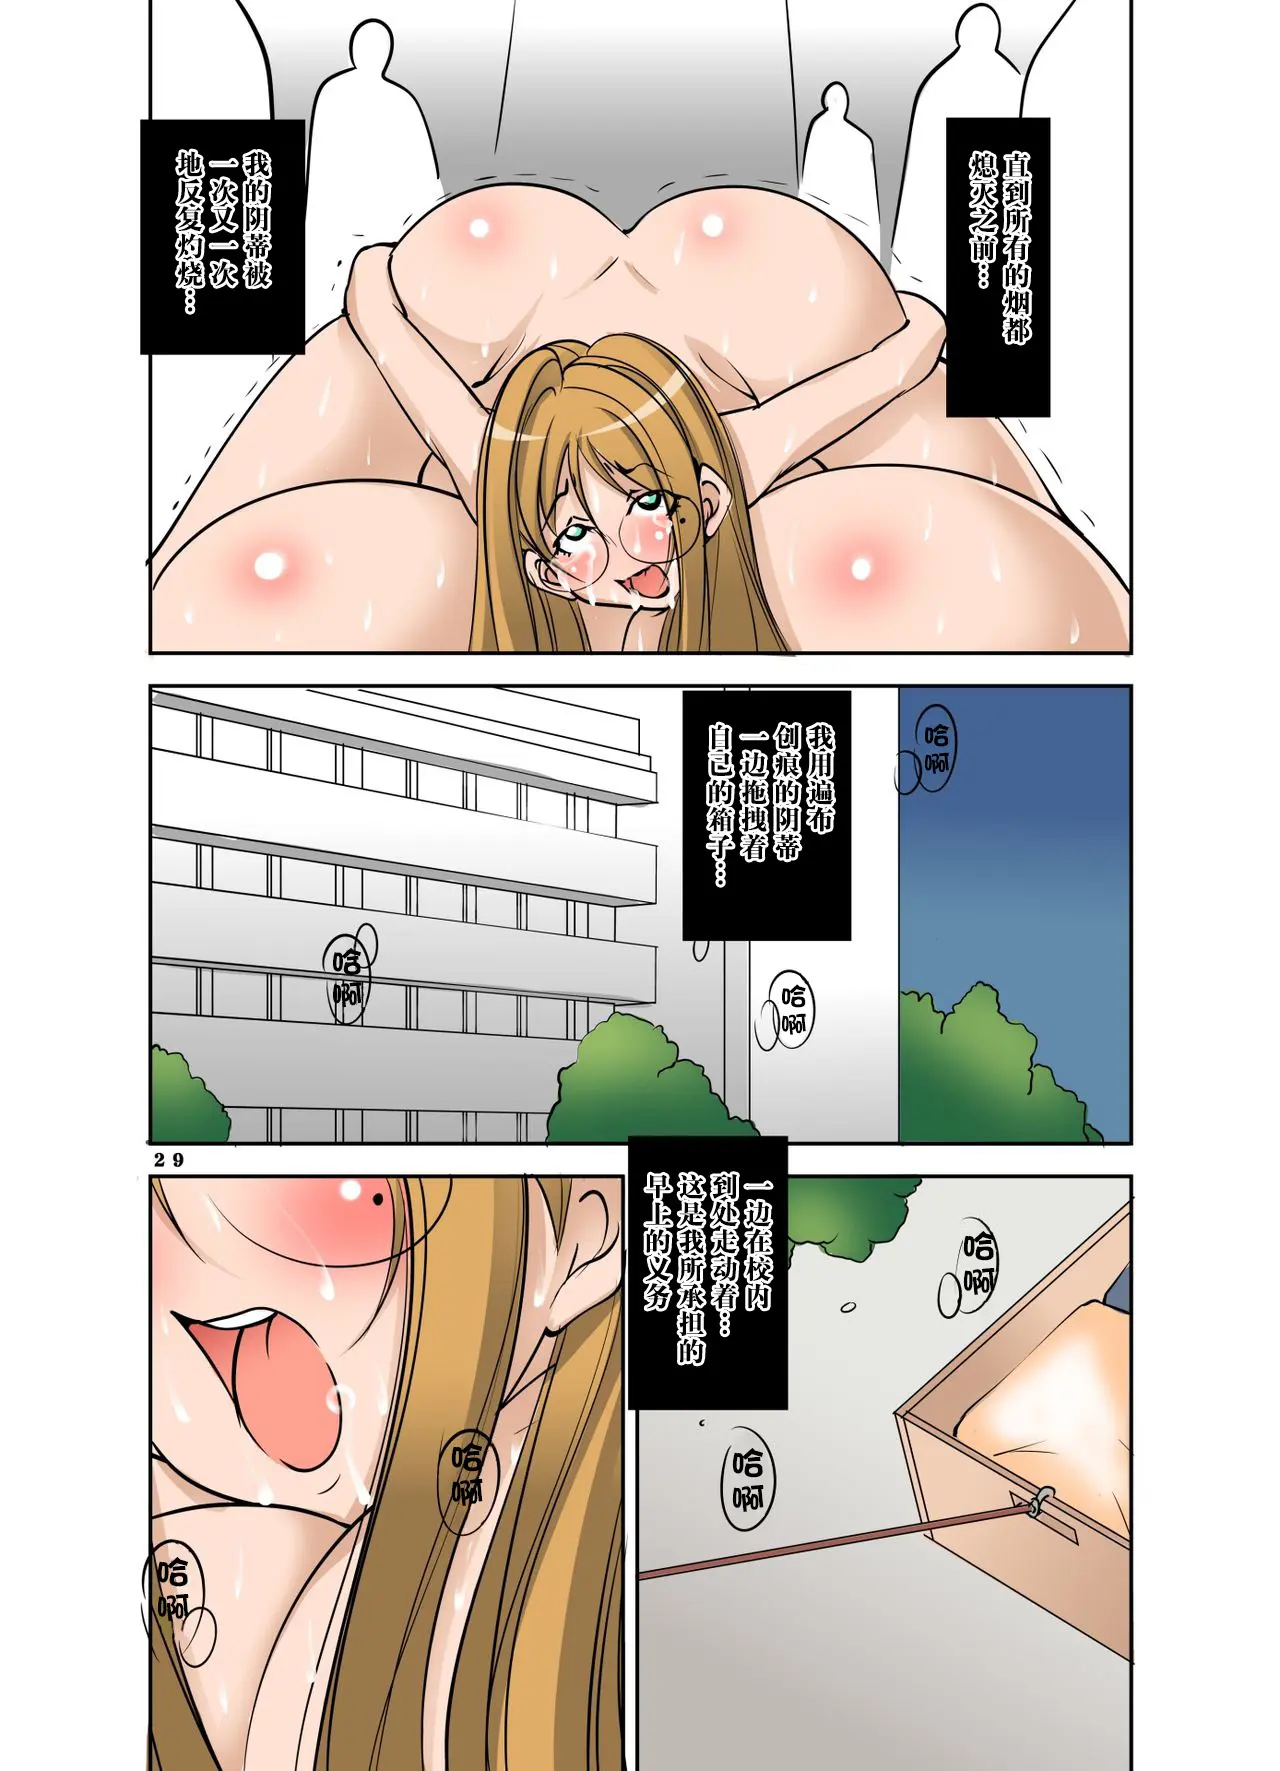 直到所有的烟都
熄灭之前…
我的阴蒂被
一次又一次
地反复灼烧…
哈啊
我用遍布
创痕的阴蒂
一边拖拽着
自己的箱子…
哈啊
哈啊
29
一边在校内
到处走动着…
这是我所承担的
早上的义务
哈啊
哈啊
哈啊
哈啊